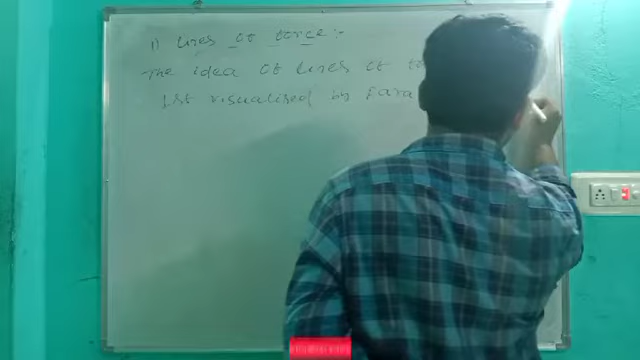 1) Lines of force :-
The idea of lines of
1st visualised by Fara